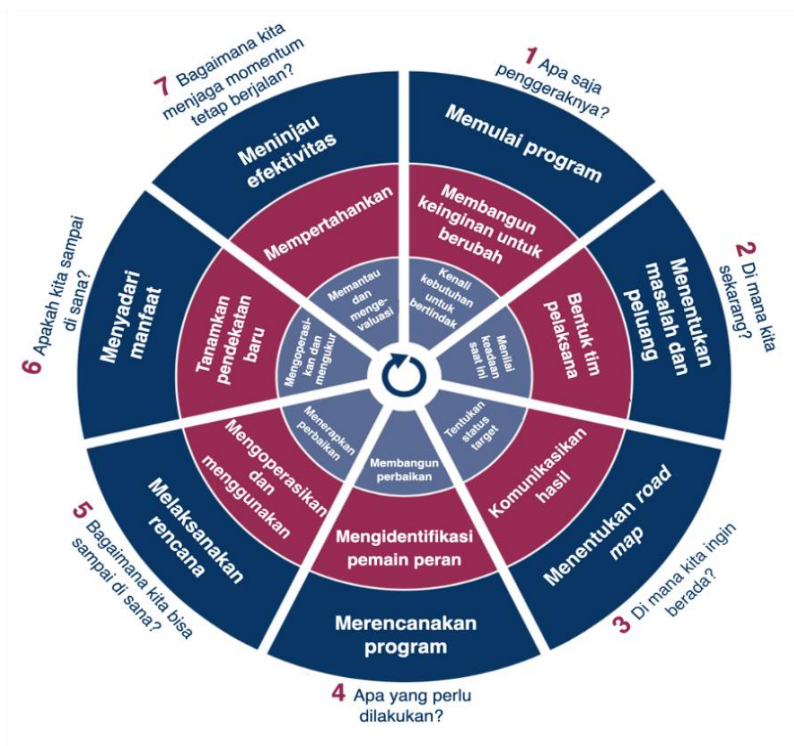 1 Apa saja
penggeraknya?
Memulai program
Membangun
keinginan untuk
berubah
Kenali
kebutuhan
untuk
bertindak
2 Di mana kita
sekarang?
Menentukan
masalah dan
peluang
Bentuk tim
pelaksana
Menilai
keadaan
saat ini
3 Di mana kita ingin
berada?
Menentukan road
map
Komunikasikan
hasil
Tentukan
status
target
4 Apa yang perlu
dilakukan?
Merencanakan
program
Mengidentifikasi
pemain peran
Membangun
perbaikan
5 Bagaimana kita bisa
sampai di sana?
Melaksanakan
rencana
Mengoperasikan
dan
menggunakan
Menerapkan
perbaikan
6 Apakah kita sampai
di sana?
Menyadari
manfaat
Tanamkan
pendekatan
baru
Mengoperasi-
kan dan
mengukur
7 Bagaimana kita
menjaga momentum
tetap berjalan?
Meninjau
efektivitas
Mempertahankan
Memantau
dan
menge-
valuasi